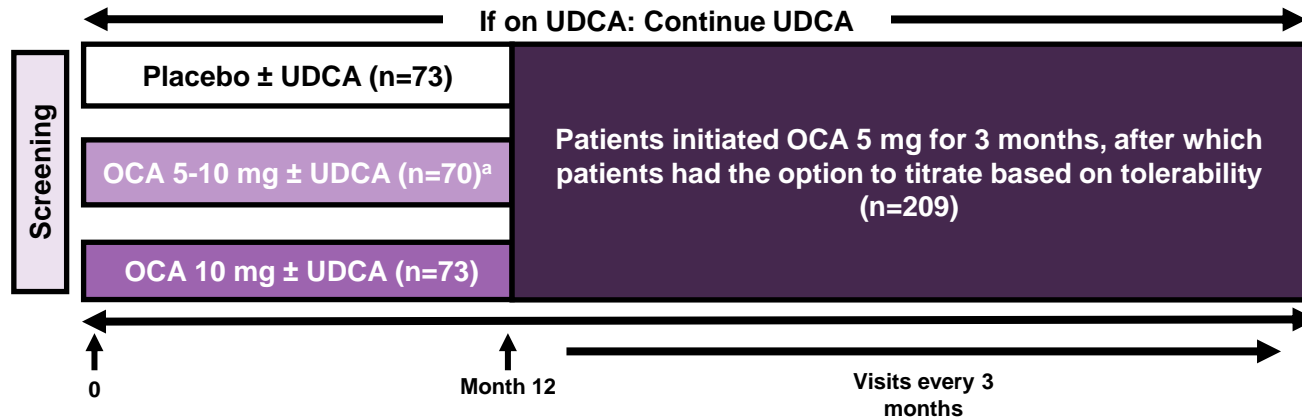 If on UDCA: Continue UDCA
Screening
Placebo ± UDCA (n=73)
OCA 5-10 mg ± UDCA (n=70)ᵃ
OCA 10 mg ± UDCA (n=73)
Patients initiated OCA 5 mg for 3 months, after which
patients had the option to titrate based on tolerability
(n=209)
0
Month 12
Visits every 3
months